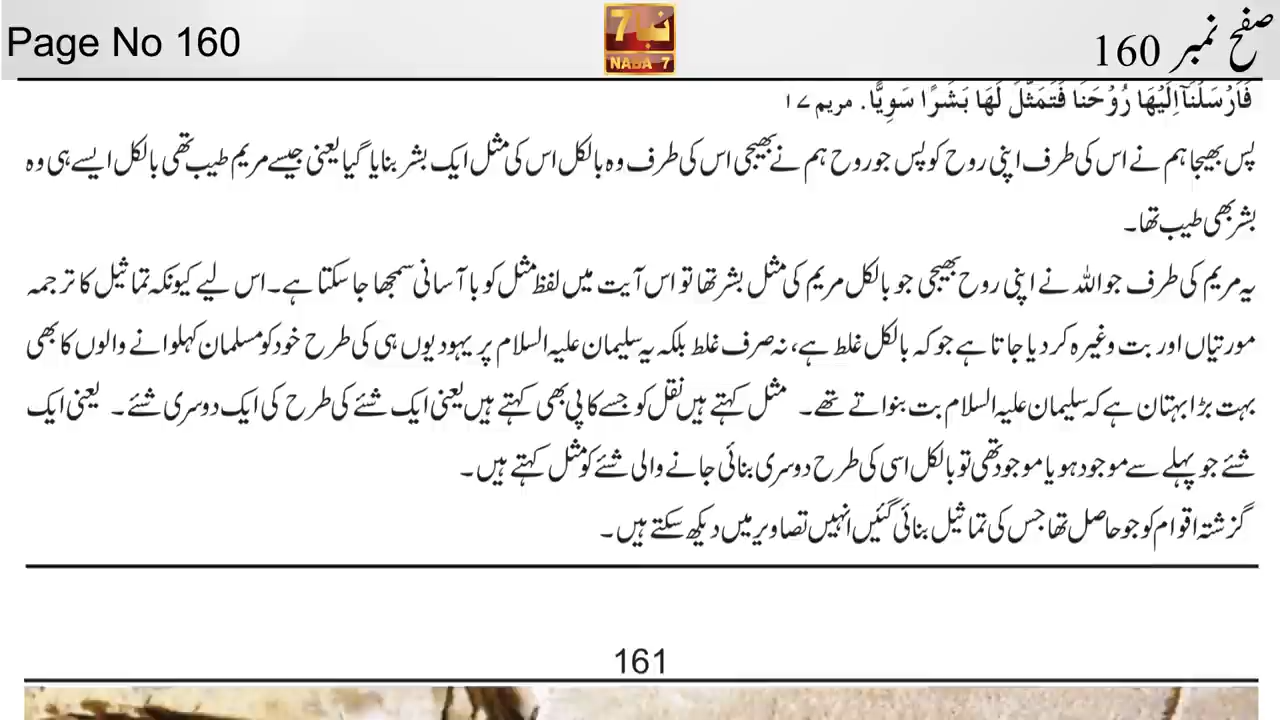 Page No 160
نبا 7
NABA 7
صفح نمبر 160
فَاَرْسَلْنَآ اِلَيْهَا رُوْحَنَا فَتَمَثَّلَ لَهَا بَشَرًا سَوِيًّا. مریم ۱۷
پس بھیجا ہم نے اس کی طرف اپنی روح کو پس جو روح ہم نے بھیجی اس کی طرف وہ بالکل اس کی مثل ایک بشر بنایا گیا یعنی جیسے مریم طیب تھی بالکل ایسے ہی وہ
بشر بھی طیب تھا۔
یہ مریم کی طرف جو اللہ نے اپنی روح بھیجی جو بالکل مریم کی مثل بشر تھا تو اس آیت میں لفظ مثل کو با آسانی سمجھا جا سکتا ہے۔ اس لیے کیونکہ تماثیل کا ترجمہ
مورتیاں اور بت وغیرہ کر دیا جاتا ہے جو کہ بالکل غلط ہے، نہ صرف غلط بلکہ یہ سلیمان علیہ السلام پر یہودیوں ہی کی طرح خود کو مسلمان کہلوانے والوں کا بھی
بہت بڑا بہتان ہے کہ سلیمان علیہ السلام بت بنواتے تھے۔ مثل کہتے ہیں نقل کو جسے کاپی بھی کہتے ہیں یعنی ایک شئے کی طرح کی ایک دوسری شئے۔ یعنی ایک
شئے جو پہلے سے موجود ہو یا موجود تھی تو بالکل اسی کی طرح دوسری بنائی جانے والی شئے کو مثل کہتے ہیں۔
گزشتہ اقوام کو جو حاصل تھا جس کی تماثیل بنائی گئیں انہیں تصاویر میں دیکھ سکتے ہیں۔
161